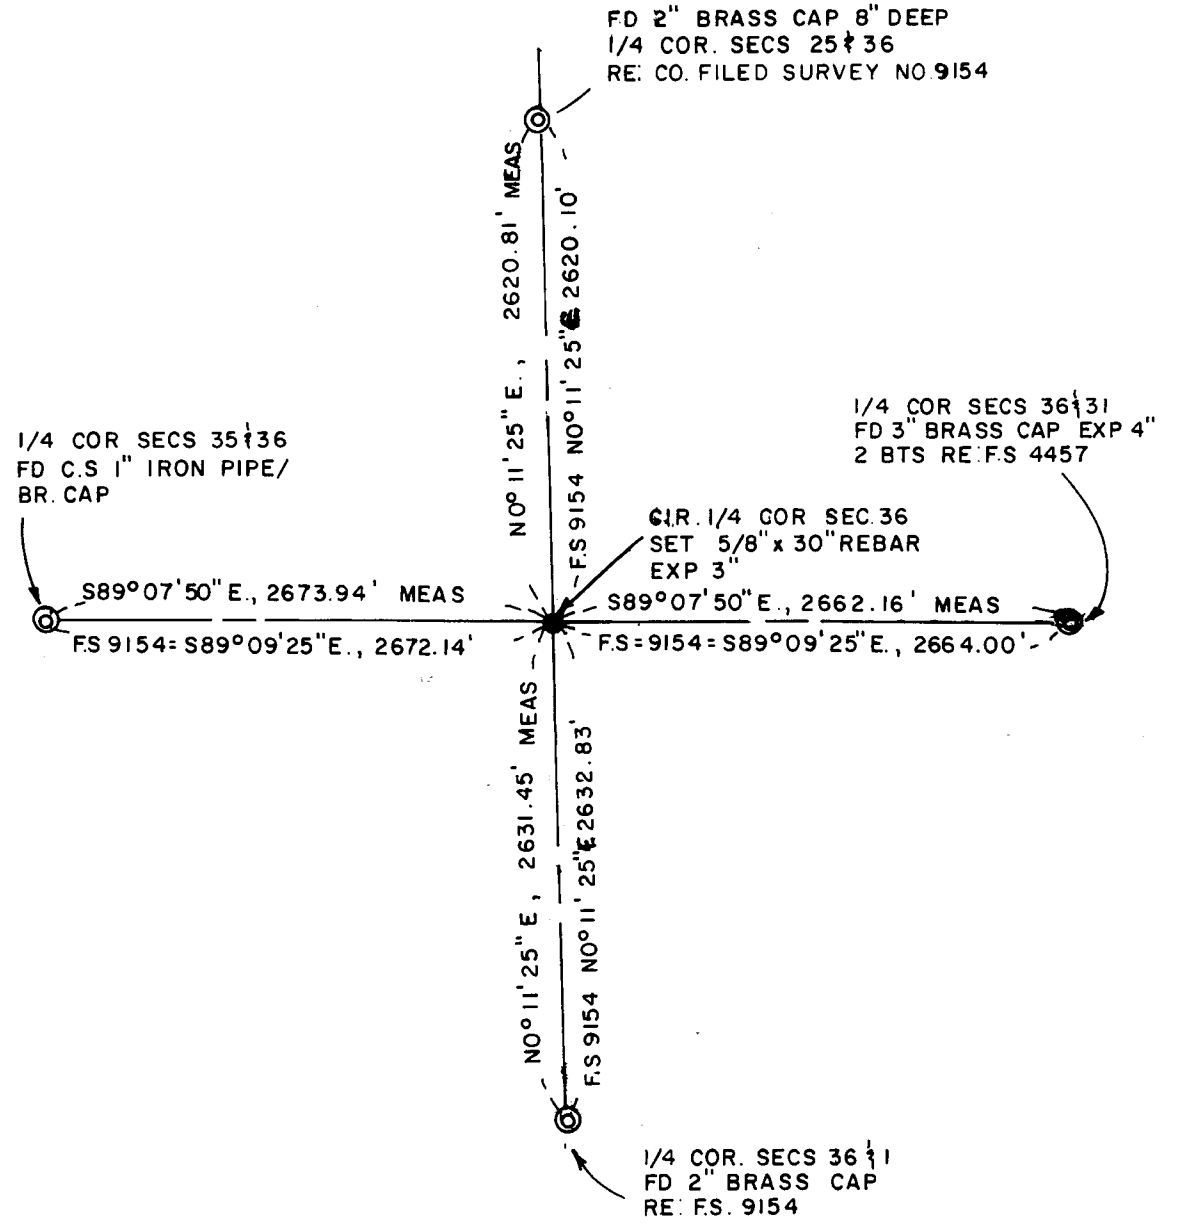 FD 2" BRASS CAP 8" DEEP
1/4 COR. SECS 25 & 36
RE: CO. FILED SURVEY NO. 9154
N0°11'25"E., 2620.81' MEAS
F.S 9154 N0°11'25"E 2620.10'
1/4 COR SECS 35 & 36
FD C.S 1" IRON PIPE/
BR. CAP
1/4 COR SECS 36 & 31
FD 3" BRASS CAP EXP 4"
2 BTS RE: F.S 4457
1/4 COR SEC. 36
SET 5/8" x 30" REBAR
EXP 3"
S89°07'50"E., 2673.94' MEAS
F.S 9154 = S89°09'25"E., 2672.14'
S89°07'50"E., 2662.16' MEAS
F.S = 9154 = S89°09'25"E., 2664.00'
N0°11'25"E, 2631.45' MEAS
F.S 9154 N0°11'25"E 2632.83'
1/4 COR. SECS 36 & 1
FD 2" BRASS CAP
RE: F.S. 9154